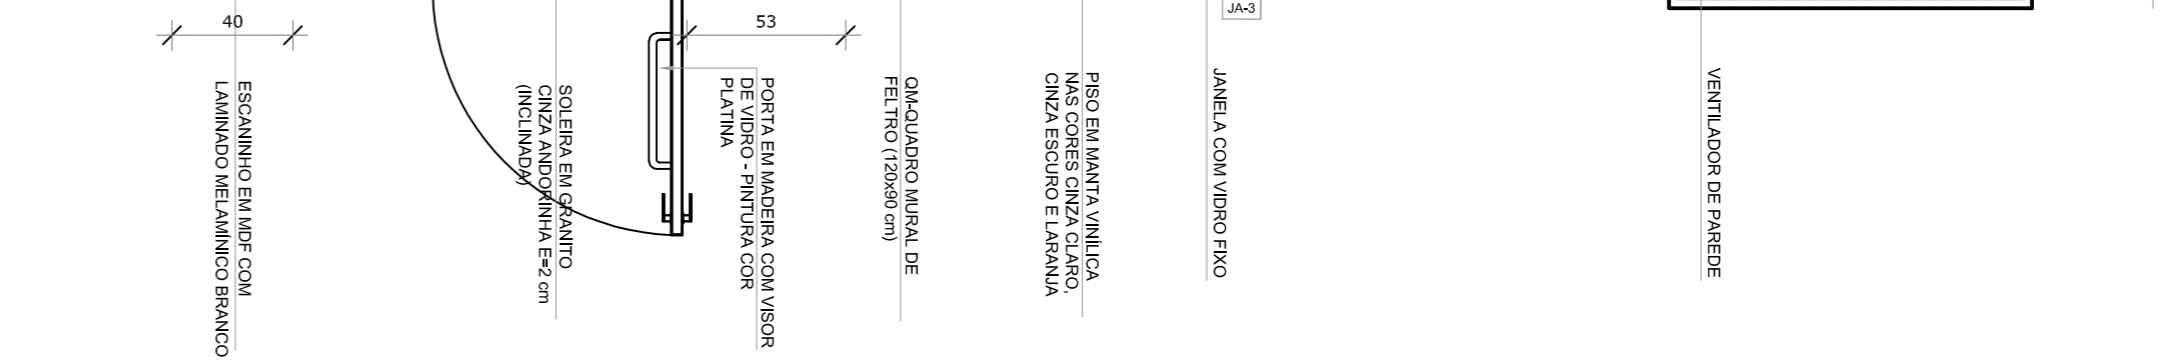 40
53
JA-3
ESCANINHO EM MDF COM
LAMINADO MELAMÍNICO BRANCO
SOLEIRA EM GRANITO
CINZA ANDORINHA E=2 cm
(INCLINADA)
PORTA EM MADEIRA COM VISOR
DE VIDRO - PINTURA COR
PLATINA
QM-QUADRO MURAL DE
FELTRO (120x90 cm)
PISO EM MANTA VINÍLICA
NAS CORES CINZA CLARO,
CINZA ESCURO E LARANJA
JANELA COM VIDRO FIXO
VENTILADOR DE PAREDE